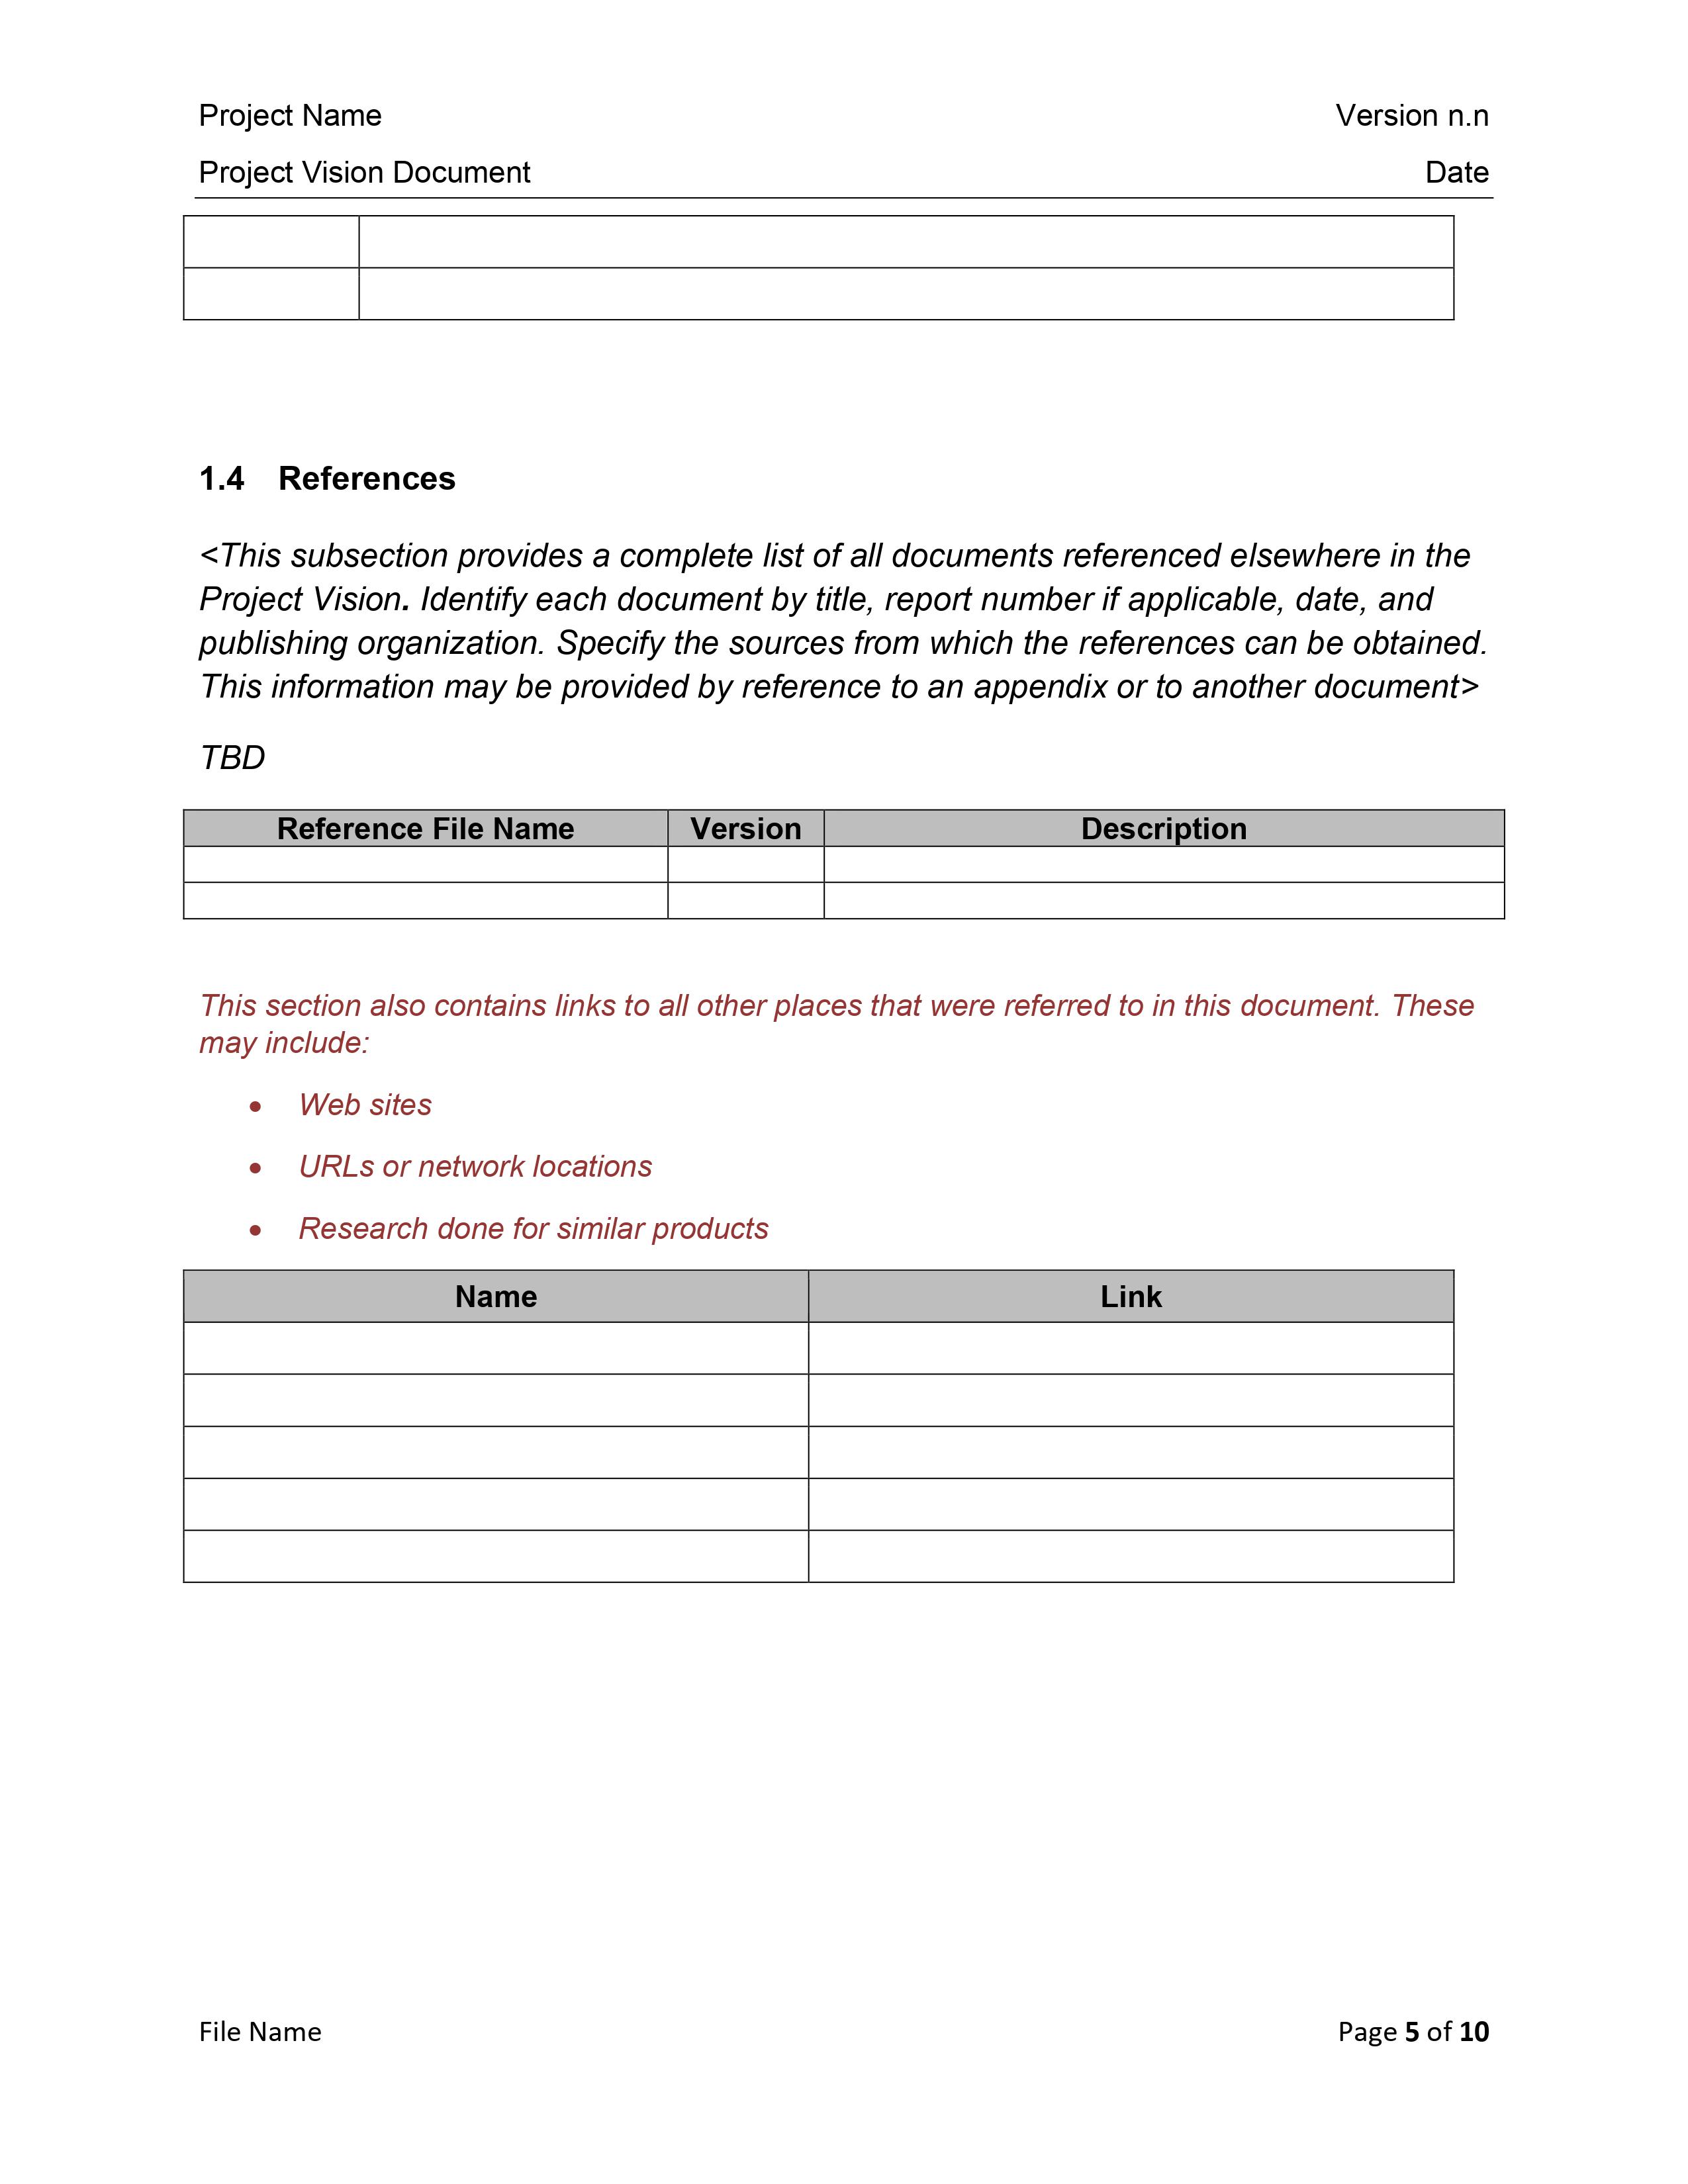 Project Name Version n.n
Project Vision Document Date
1.4 References
<This subsection provides a complete list of all documents referenced elsewhere in the
Project Vision. Identify each document by title, report number if applicable, date, and
publishing organization. Specify the sources from which the references can be obtained.
This information may be provided by reference to an appendix or to another document>
TBD
Reference File Name Version Description
This section also contains links to all other places that were referred to in this document. These
may include:
• Web sites
• URLs or network locations
• Research done for similar products
Name Link
File Name Page 5 of 10